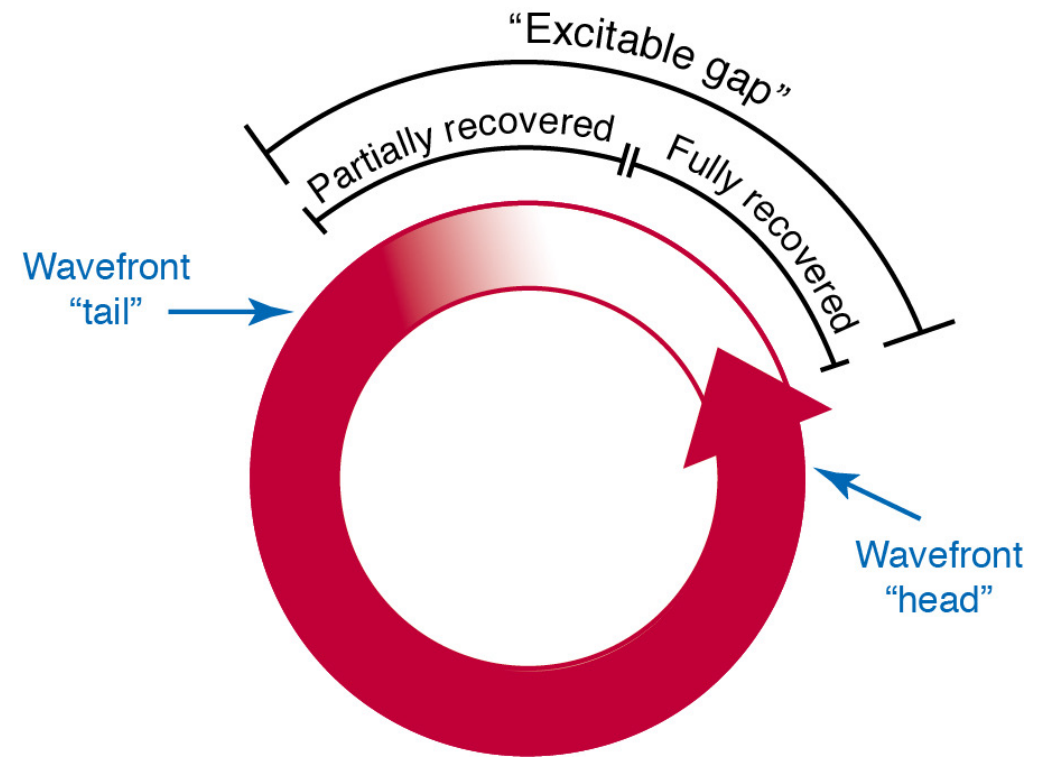 “Excitable gap”
Partially recovered
Fully recovered
Wavefront
“tail”
Wavefront
“head”